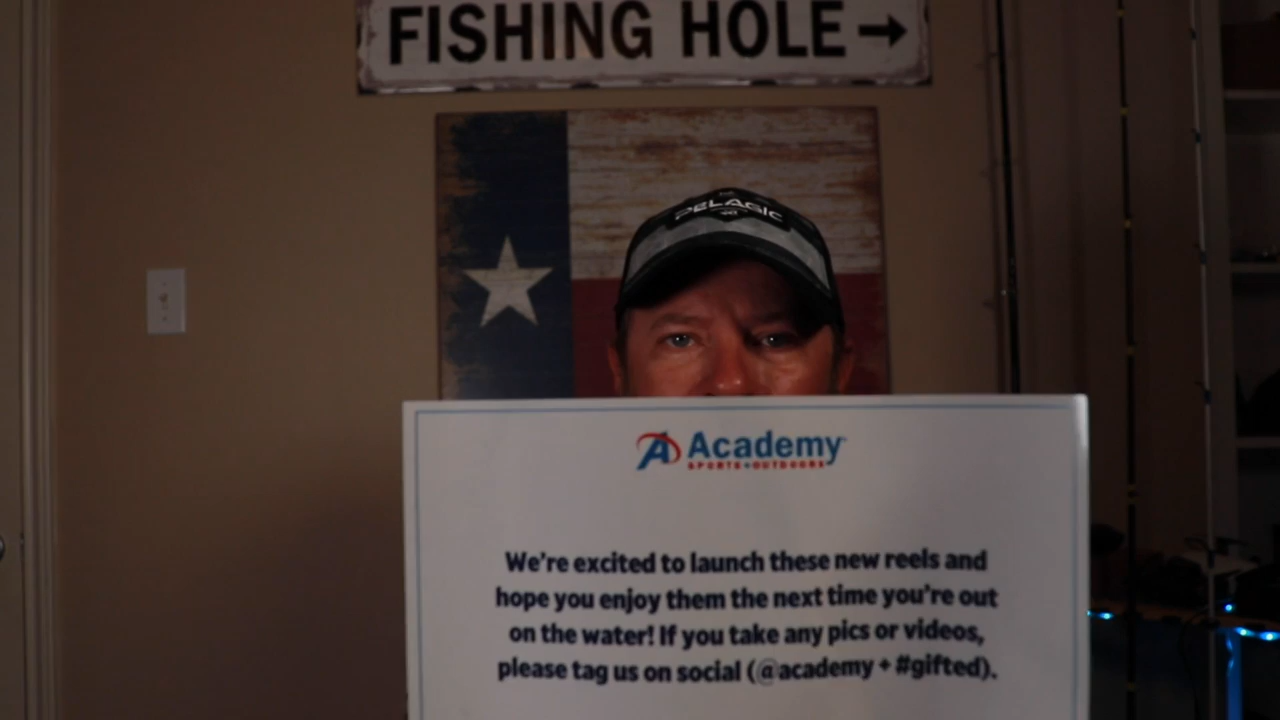 FISHING HOLE →
PELAGIC
Academy
SPORTS + OUTDOORS
We're excited to launch these new reels and
hope you enjoy them the next time you're out
on the water! If you take any pics or videos,
please tag us on social (@academy + #gifted).